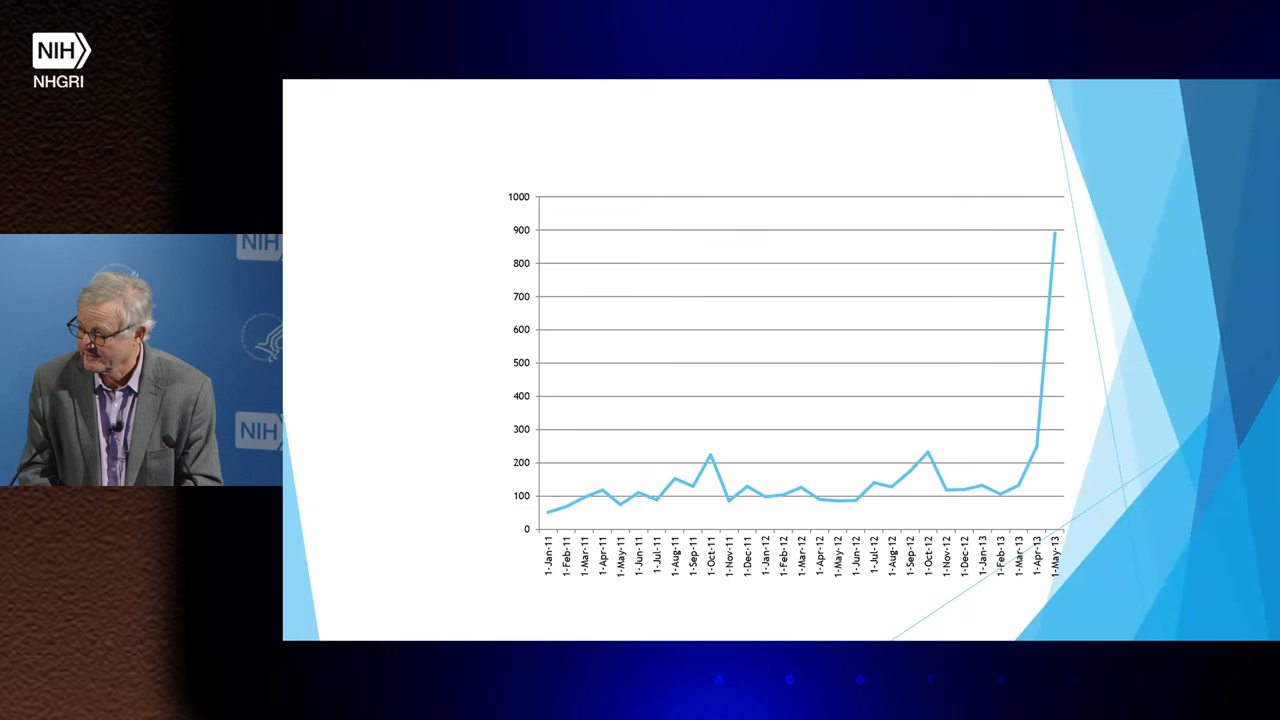 NIH
NHGRI
NIH
NIH
1000
900
800
700
600
500
400
300
200
100
0
1-Jan-11
1-Feb-11
1-Mar-11
1-Apr-11
1-May-11
1-Jun-11
1-Jul-11
1-Aug-11
1-Sep-11
1-Oct-11
1-Nov-11
1-Dec-11
1-Jan-12
1-Feb-12
1-Mar-12
1-Apr-12
1-May-12
1-Jun-12
1-Jul-12
1-Aug-12
1-Sep-12
1-Oct-12
1-Nov-12
1-Dec-12
1-Jan-13
1-Feb-13
1-Mar-13
1-Apr-13
1-May-13
A C G T A